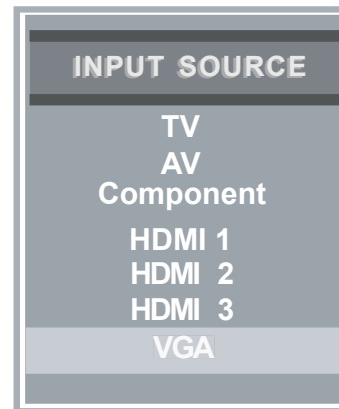 INPUT SOURCE
TV
AV
Component
HDMI 1
HDMI 2
HDMI 3
VGA